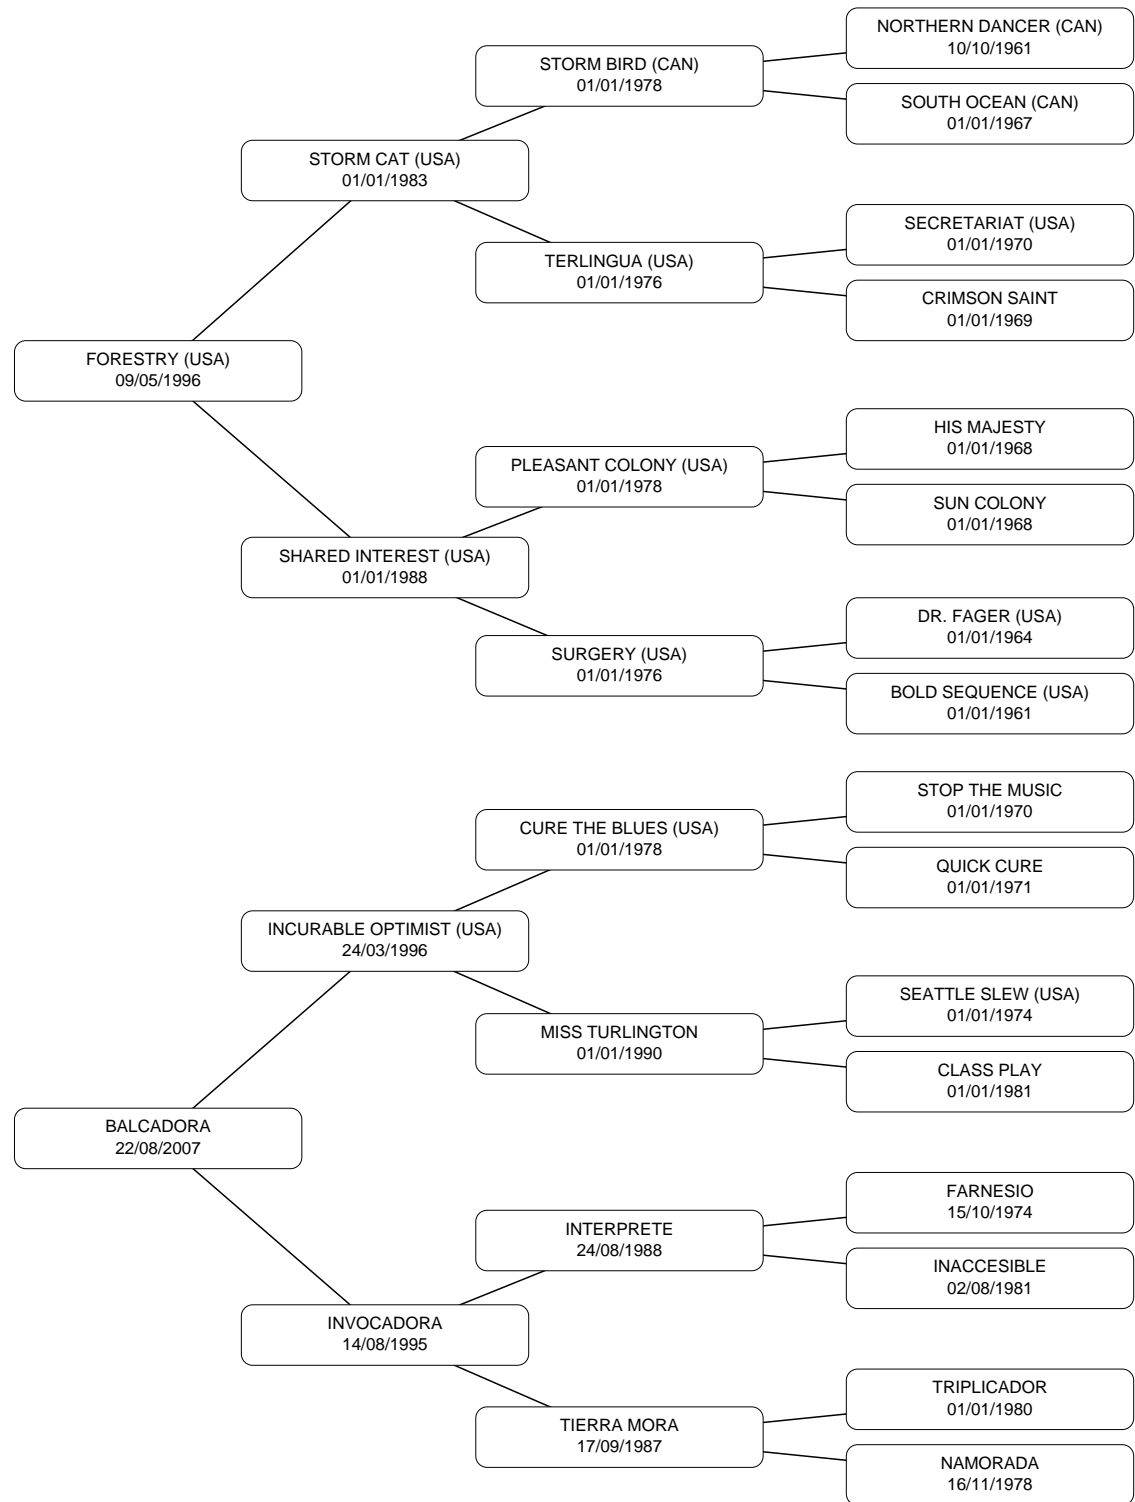 NORTHERN DANCER (CAN)
10/10/1961
STORM BIRD (CAN)
01/01/1978
SOUTH OCEAN (CAN)
01/01/1967
STORM CAT (USA)
01/01/1983
SECRETARIAT (USA)
01/01/1970
TERLINGUA (USA)
01/01/1976
CRIMSON SAINT
01/01/1969
FORESTRY (USA)
09/05/1996
HIS MAJESTY
01/01/1968
PLEASANT COLONY (USA)
01/01/1978
SUN COLONY
01/01/1968
SHARED INTEREST (USA)
01/01/1988
DR. FAGER (USA)
01/01/1964
SURGERY (USA)
01/01/1976
BOLD SEQUENCE (USA)
01/01/1961
STOP THE MUSIC
01/01/1970
CURE THE BLUES (USA)
01/01/1978
QUICK CURE
01/01/1971
INCURABLE OPTIMIST (USA)
24/03/1996
SEATTLE SLEW (USA)
01/01/1974
MISS TURLINGTON
01/01/1990
CLASS PLAY
01/01/1981
BALCADORA
22/08/2007
FARNESIO
15/10/1974
INTERPRETE
24/08/1988
INACCESIBLE
02/08/1981
INVOCADORA
14/08/1995
TRIPLICADOR
01/01/1980
TIERRA MORA
17/09/1987
NAMORADA
16/11/1978